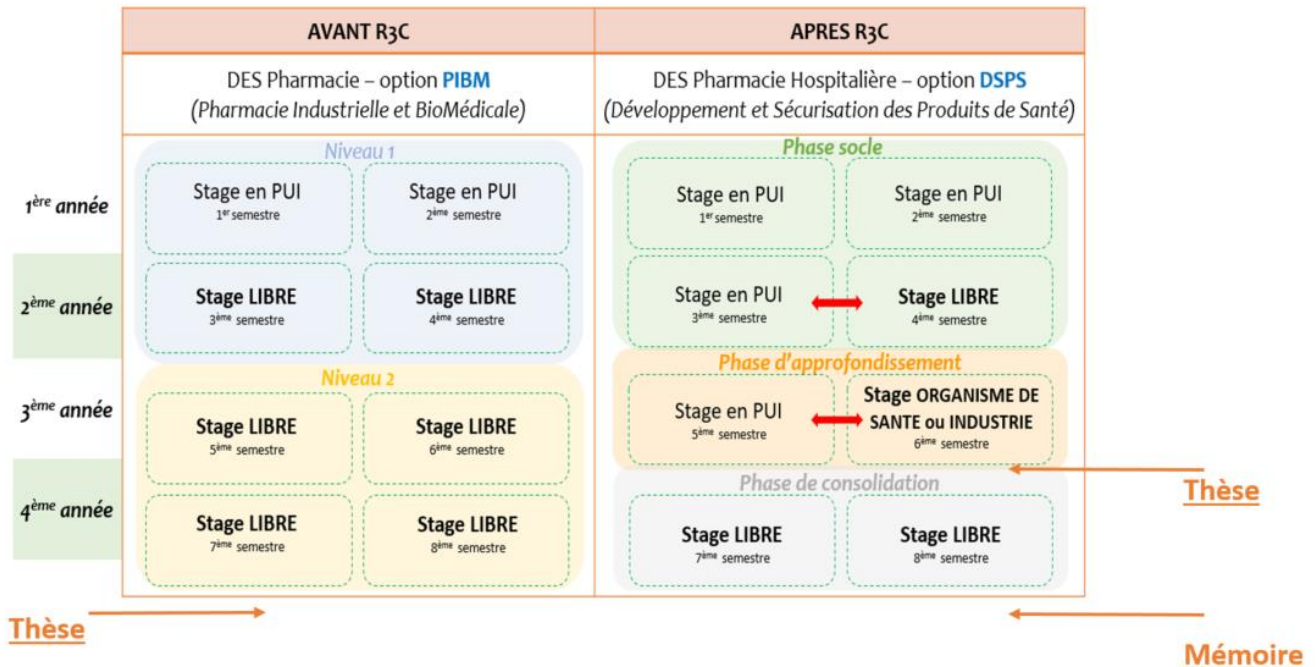 AVANT R3C
APRES R3C
DES Pharmacie – option PIBM
(Pharmacie Industrielle et BioMédicale)
DES Pharmacie Hospitalière – option DSPS
(Développement et Sécurisation des Produits de Santé)
Niveau 1
Phase socle
1ère année
Stage en PUI
1er semestre
Stage en PUI
2ème semestre
Stage en PUI
1er semestre
Stage en PUI
2ème semestre
2ème année
Stage LIBRE
3ème semestre
Stage LIBRE
4ème semestre
Stage en PUI
3ème semestre
Stage LIBRE
4ème semestre
Niveau 2
Phase d'approfondissement
3ème année
Stage LIBRE
5ème semestre
Stage LIBRE
6ème semestre
Stage en PUI
5ème semestre
Stage ORGANISME DE
SANTE ou INDUSTRIE
6ème semestre
Thèse
Phase de consolidation
4ème année
Stage LIBRE
7ème semestre
Stage LIBRE
8ème semestre
Stage LIBRE
7ème semestre
Stage LIBRE
8ème semestre
Thèse
Mémoire